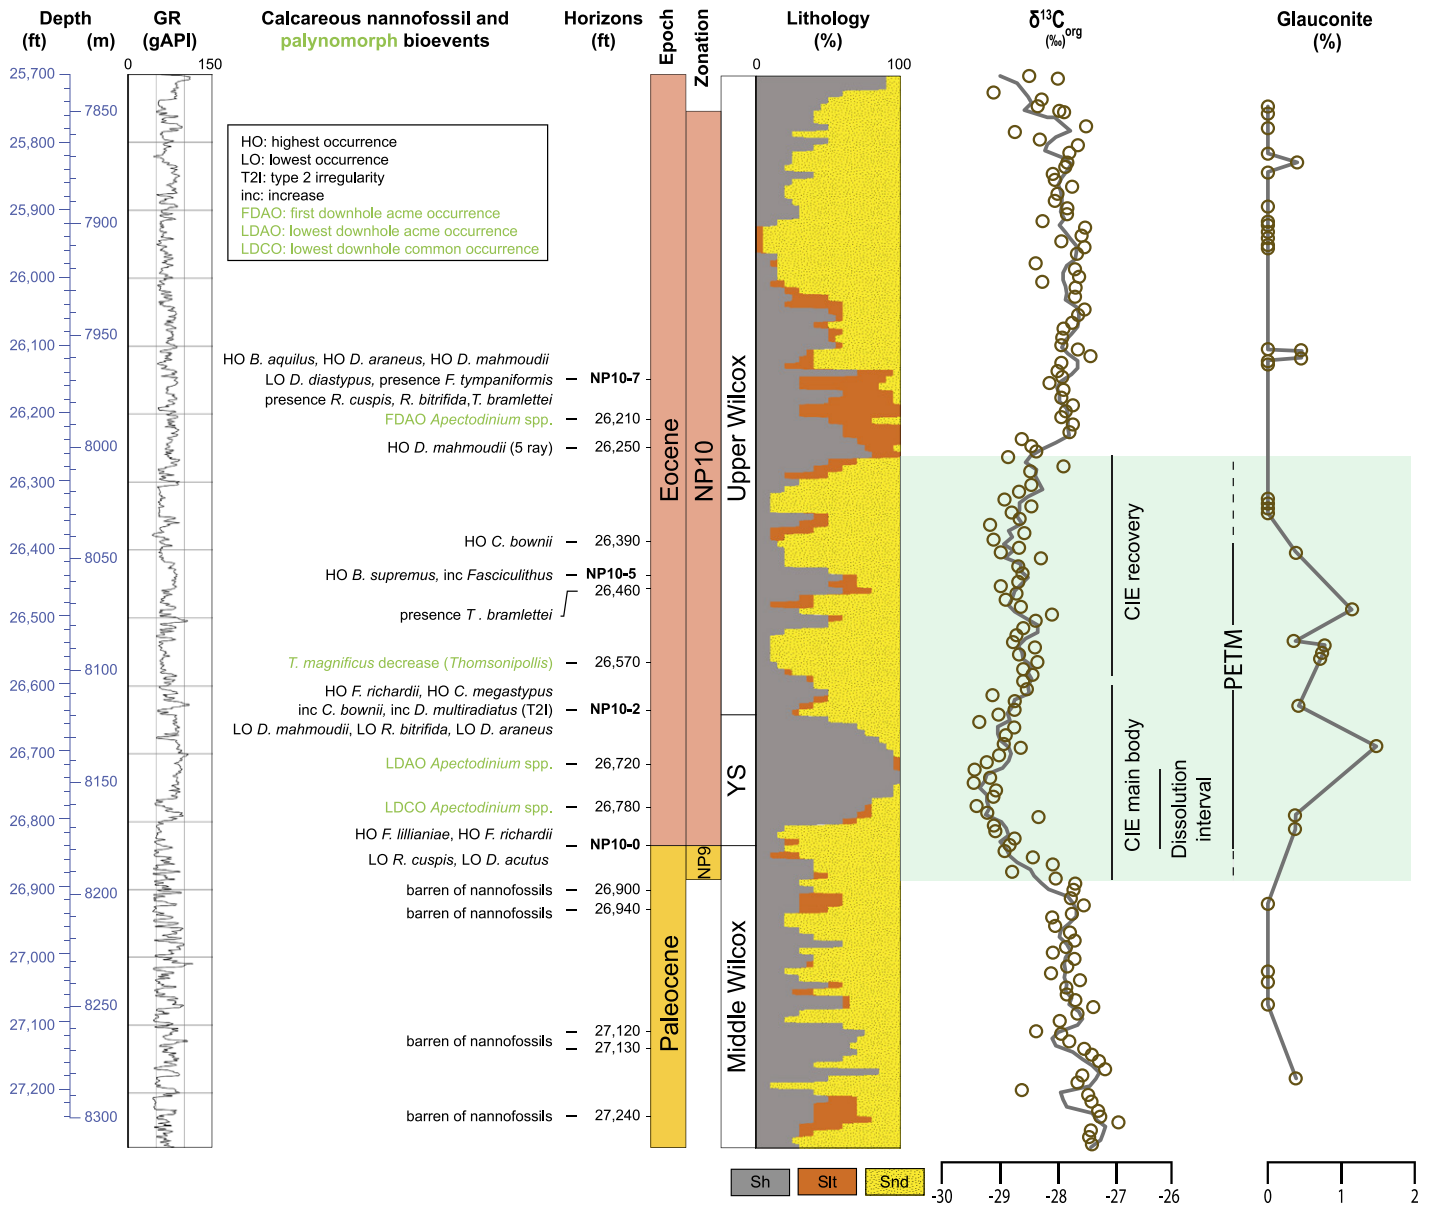 Depth
(ft) (m)
GR
(gAPI)
Calcareous nannofossil and
palynomorph bioevents
Horizons
(ft)
Epoch
Zonation
Lithology
(%)
δ¹³Corg
(‰)
Glauconite
(%)
0 150
0 100
25,700
25,800
25,900
26,000
26,100
26,200
26,300
26,400
26,500
26,600
26,700
26,800
26,900
27,000
27,100
27,200
7850
7900
7950
8000
8050
8100
8150
8200
8250
8300
HO: highest occurrence
LO: lowest occurrence
T2I: type 2 irregularity
inc: increase
FDAO: first downhole acme occurrence
LDAO: lowest downhole acme occurrence
LDCO: lowest downhole common occurrence
HO B. aquilus, HO D. araneus, HO D. mahmoudii
LO D. diastypus, presence F. tympaniformis NP10-7
presence R. cuspis, R. bitrifida,T. bramlettei
FDAO Apectodinium spp. 26,210
HO D. mahmoudii (5 ray) 26,250
HO C. bownii 26,390
HO B. supremus, inc Fasciculithus NP10-5
26,460
presence T . bramlettei
T. magnificus decrease (Thomsonipollis) 26,570
HO F. richardii, HO C. megastypus
inc C. bownii, inc D. multiradiatus (T2I) NP10-2
LO D. mahmoudii, LO R. bitrifida, LO D. araneus
LDAO Apectodinium spp. 26,720
LDCO Apectodinium spp. 26,780
HO F. lillianiae, HO F. richardii
NP10-0
LO R. cuspis, LO D. acutus
barren of nannofossils 26,900
barren of nannofossils 26,940
27,120
barren of nannofossils
27,130
barren of nannofossils 27,240
Eocene
Paleocene
NP10
NP9
Upper Wilcox
YS
Middle Wilcox
CIE recovery
CIE main body
Dissolution
interval
PETM
Sh Slt Snd
-30 -29 -28 -27 -26
0 1 2